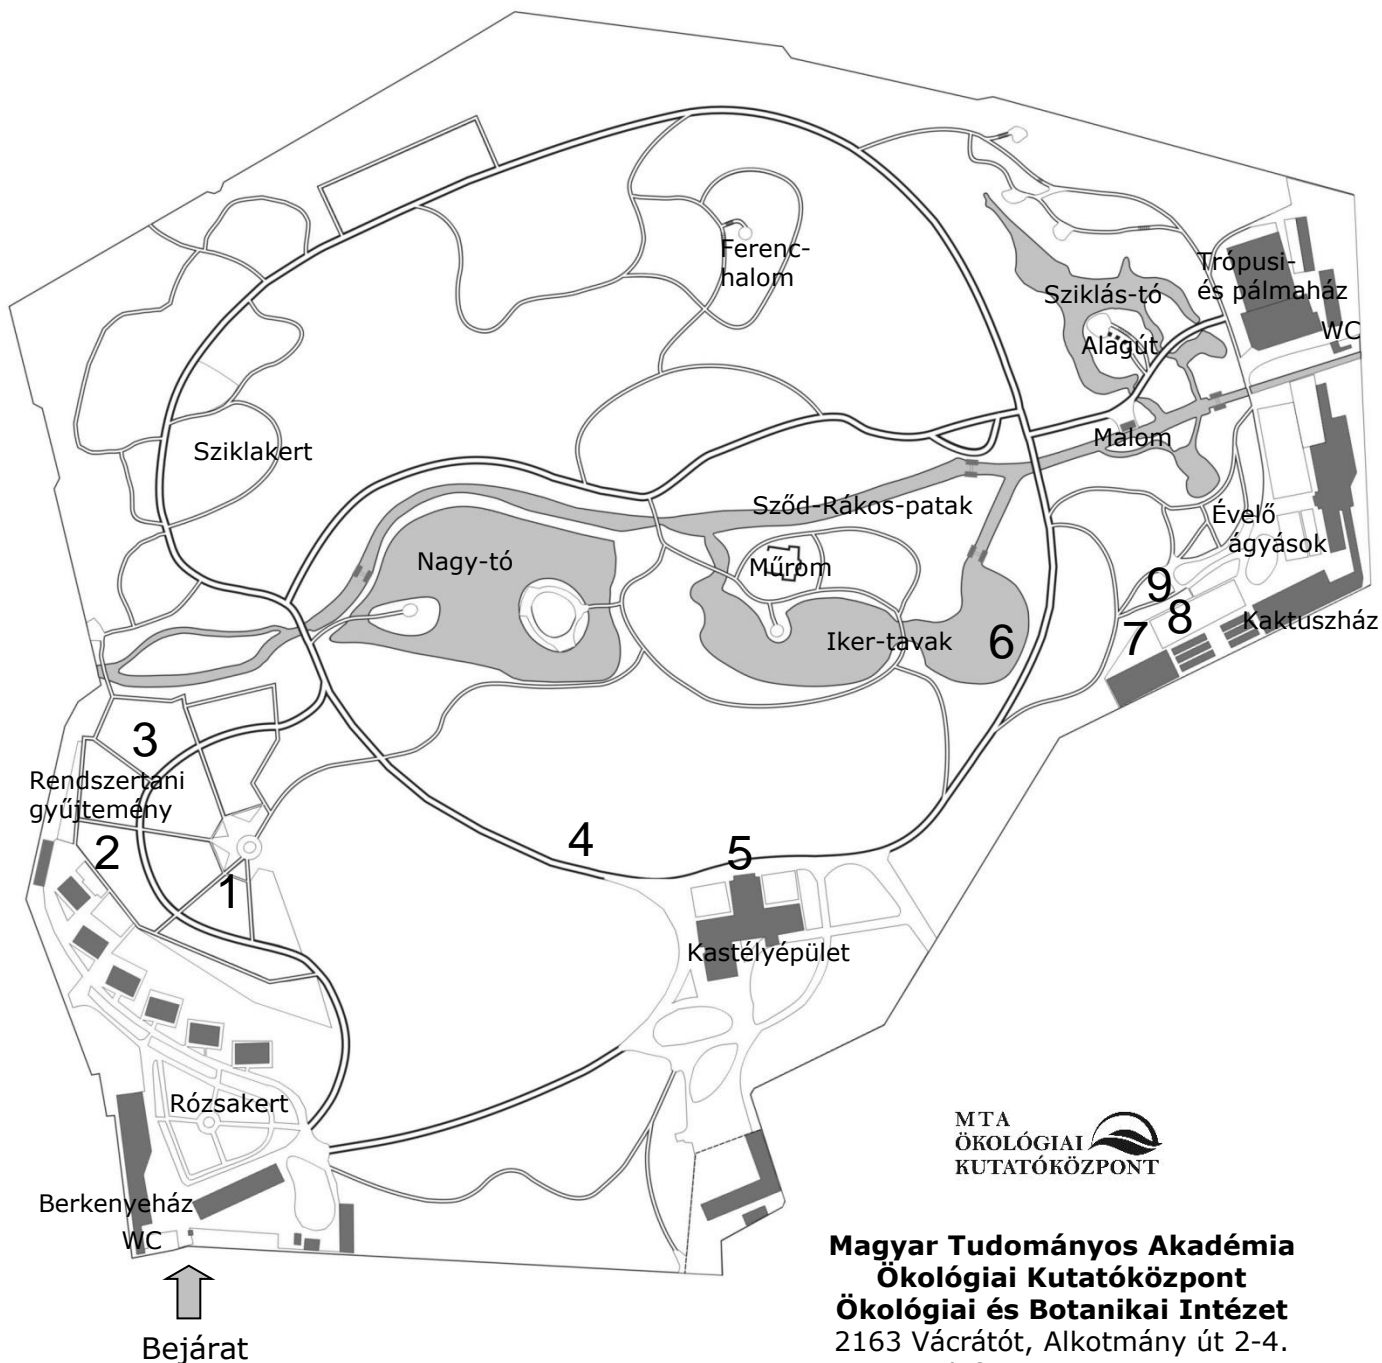 Ferenc-
halom
Trópusi-
és pálmaház
Sziklás-tó
WC
Alagút
Malom
Sziklakert
Sződ-Rákos-patak
Évelő
ágyások
Nagy-tó
Műrom
9
8
Kaktuszház
7
Iker-tavak
6
3
Rendszertani
gyűjtemény
2
4
5
1
Kastélyépület
Rózsakert
MTA
ÖKOLÓGIAI
KUTATÓKÖZPONT
Berkenyeház
WC
Magyar Tudományos Akadémia
Ökológiai Kutatóközpont
Ökológiai és Botanikai Intézet
2163 Vácrátót, Alkotmány út 2-4.
Bejárat